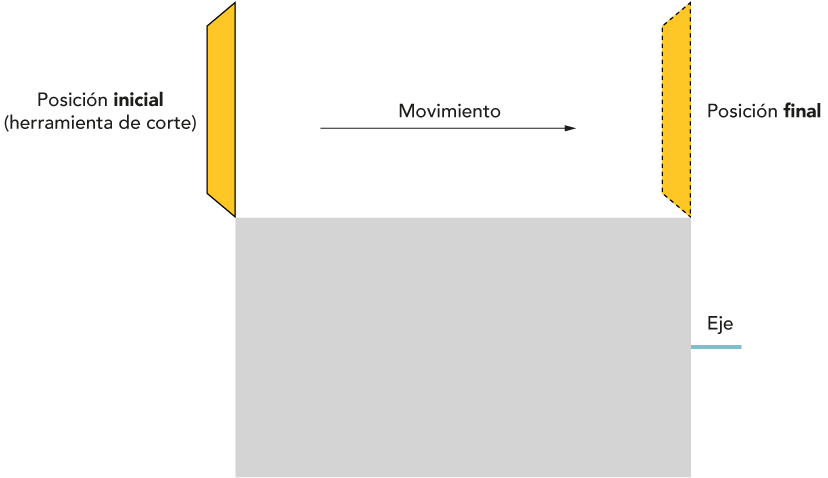 Posición inicial
(herramienta de corte)
Movimiento
Posición final
Eje